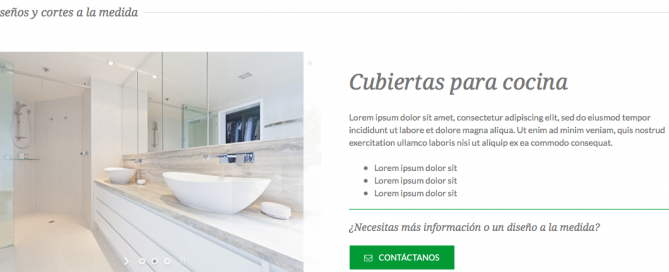 seños y cortes a la medida
Cubiertas para cocina
Lorem ipsum dolor sit amet, consectetur adipiscing elit, sed do eiusmod tempor
incididunt ut labore et dolore magna aliqua. Ut enim ad minim veniam, quis nostrud
exercitation ullamco laboris nisi ut aliquip ex ea commodo consequat.
Lorem ipsum dolor sit
Lorem ipsum dolor sit
Lorem ipsum dolor sit
¿Necesitas más información o un diseño a la medida?
CONTÁCTANOS